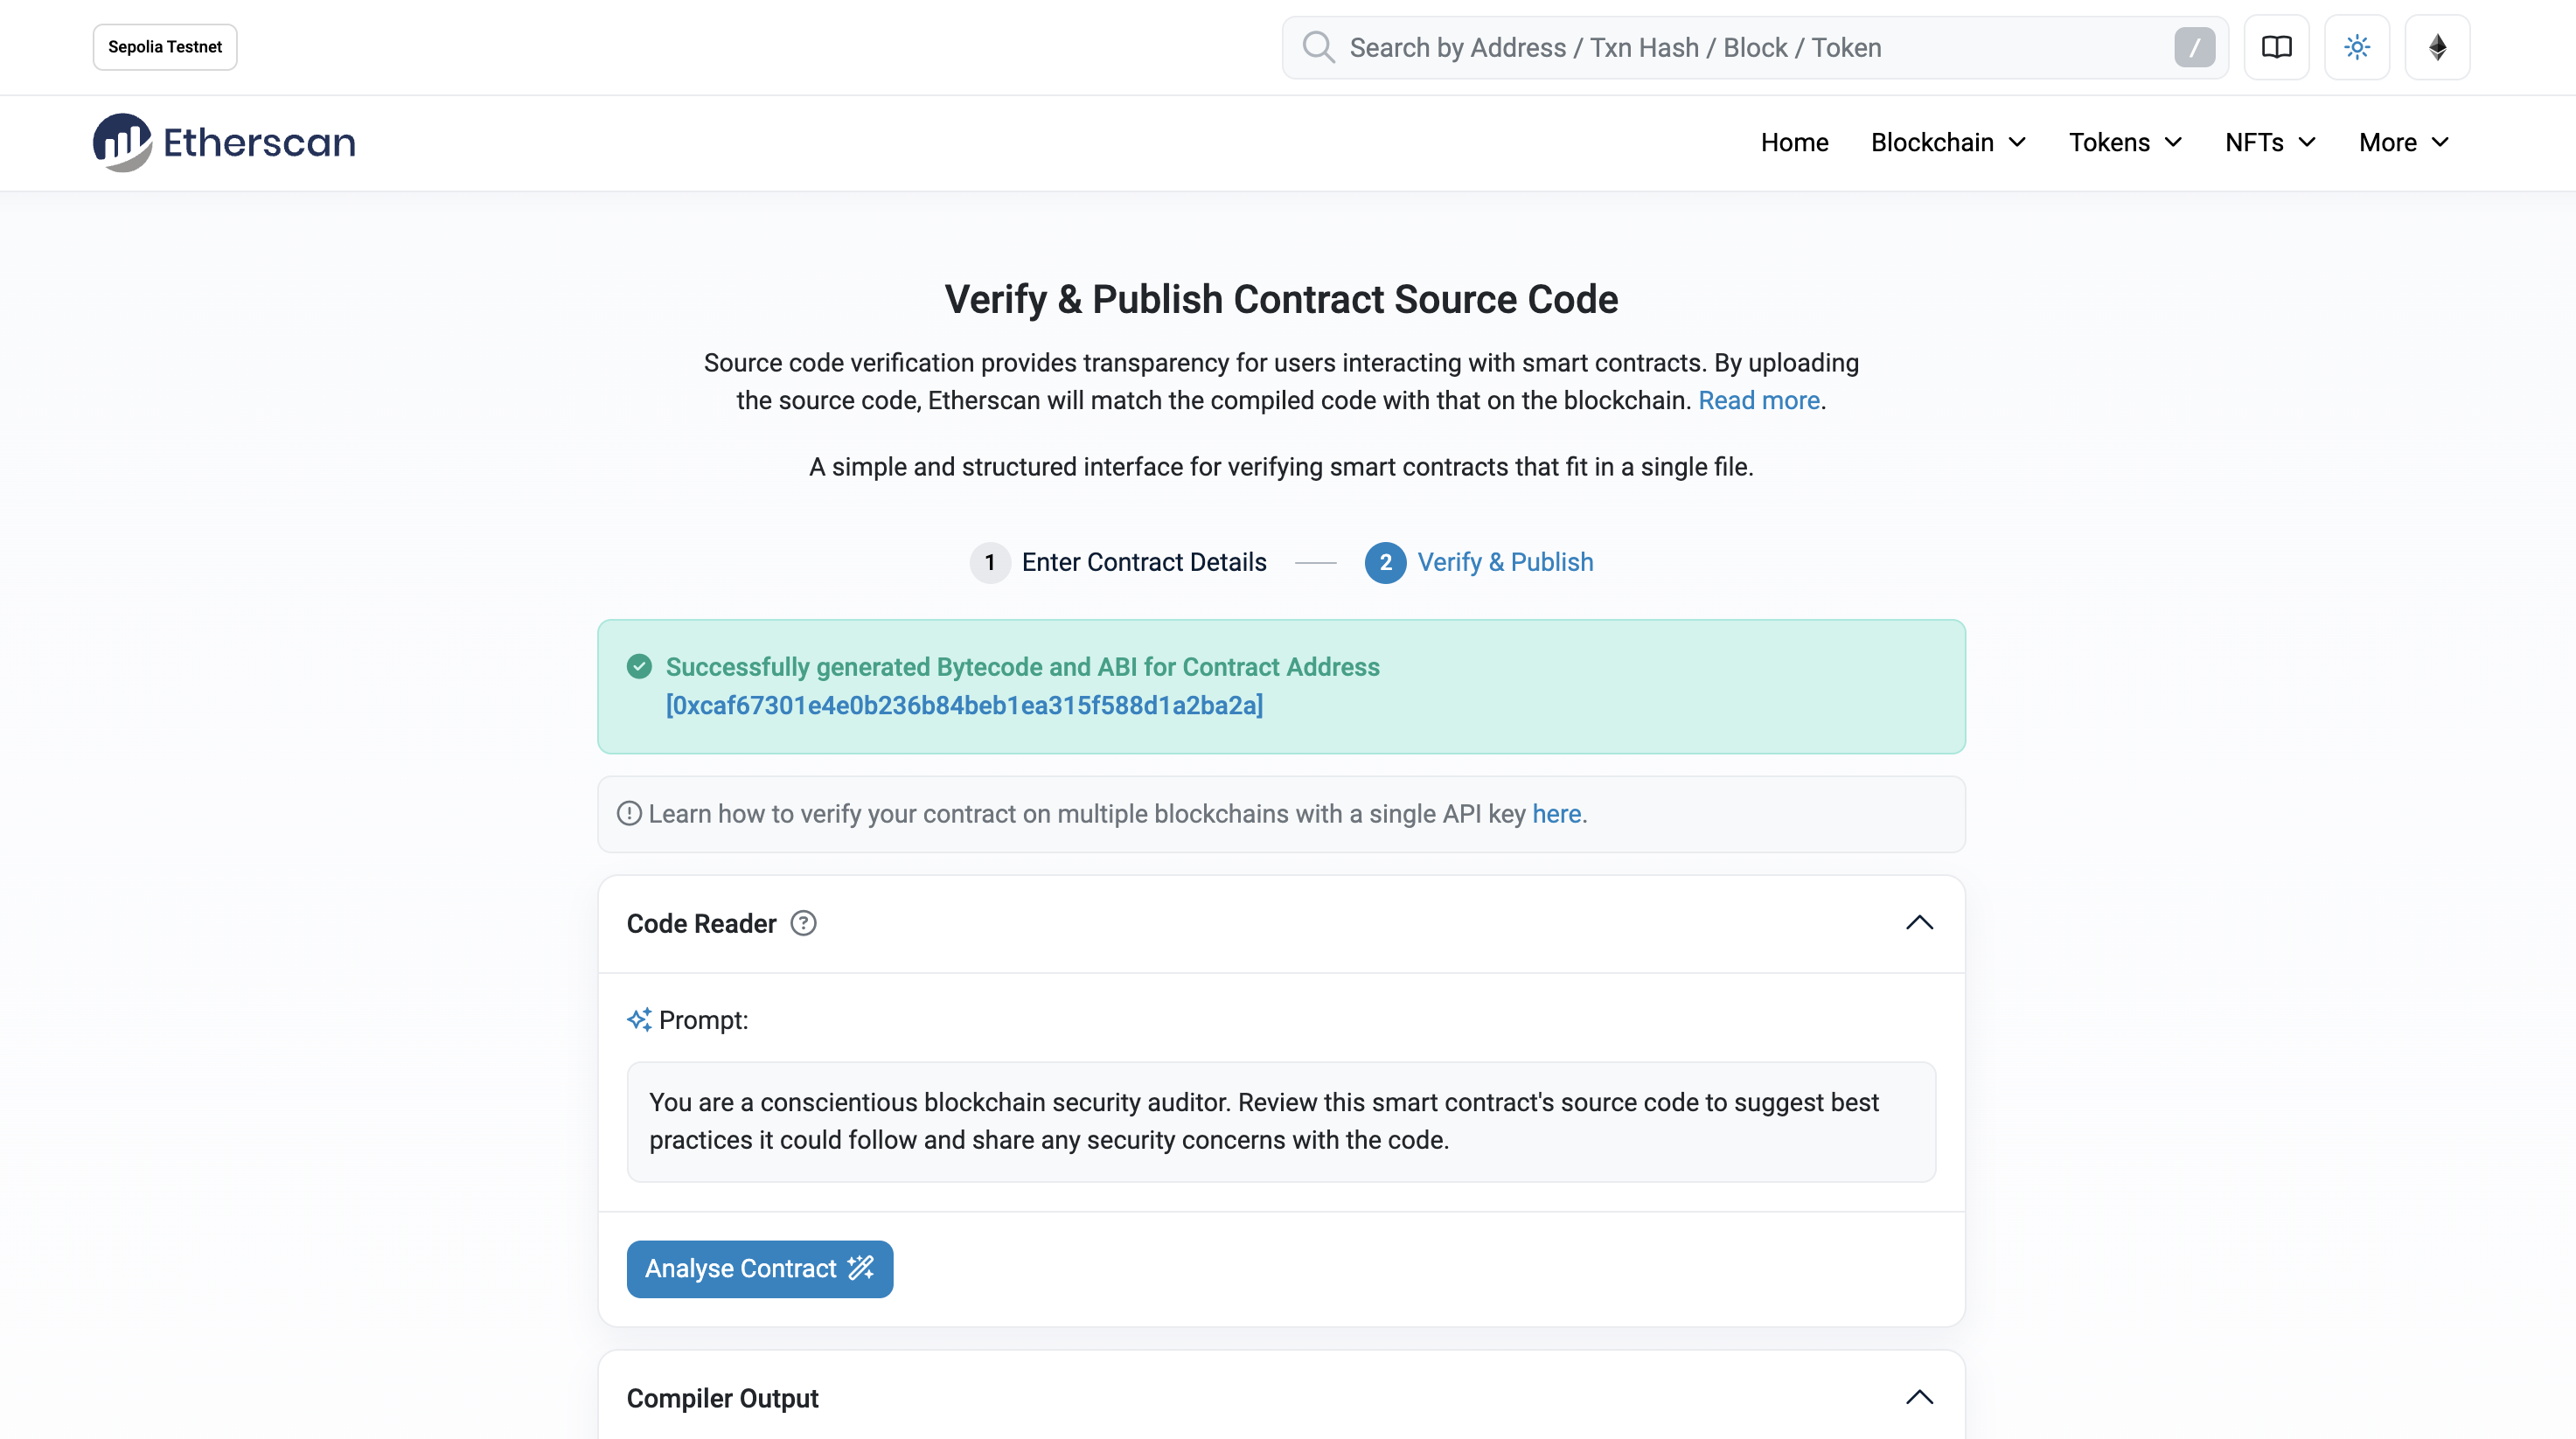 Sepolia Testnet
Search by Address / Txn Hash / Block / Token
/
Etherscan
Home
Blockchain
Tokens
NFTs
More
Verify & Publish Contract Source Code
Source code verification provides transparency for users interacting with smart contracts. By uploading
the source code, Etherscan will match the compiled code with that on the blockchain. Read more.
A simple and structured interface for verifying smart contracts that fit in a single file.
1 Enter Contract Details
2 Verify & Publish
Successfully generated Bytecode and ABI for Contract Address
[0xcaf67301e4e0b236b84beb1ea315f588d1a2ba2a]
Learn how to verify your contract on multiple blockchains with a single API key here.
Code Reader
Prompt:
You are a conscientious blockchain security auditor. Review this smart contract's source code to suggest best
practices it could follow and share any security concerns with the code.
Analyse Contract
Compiler Output